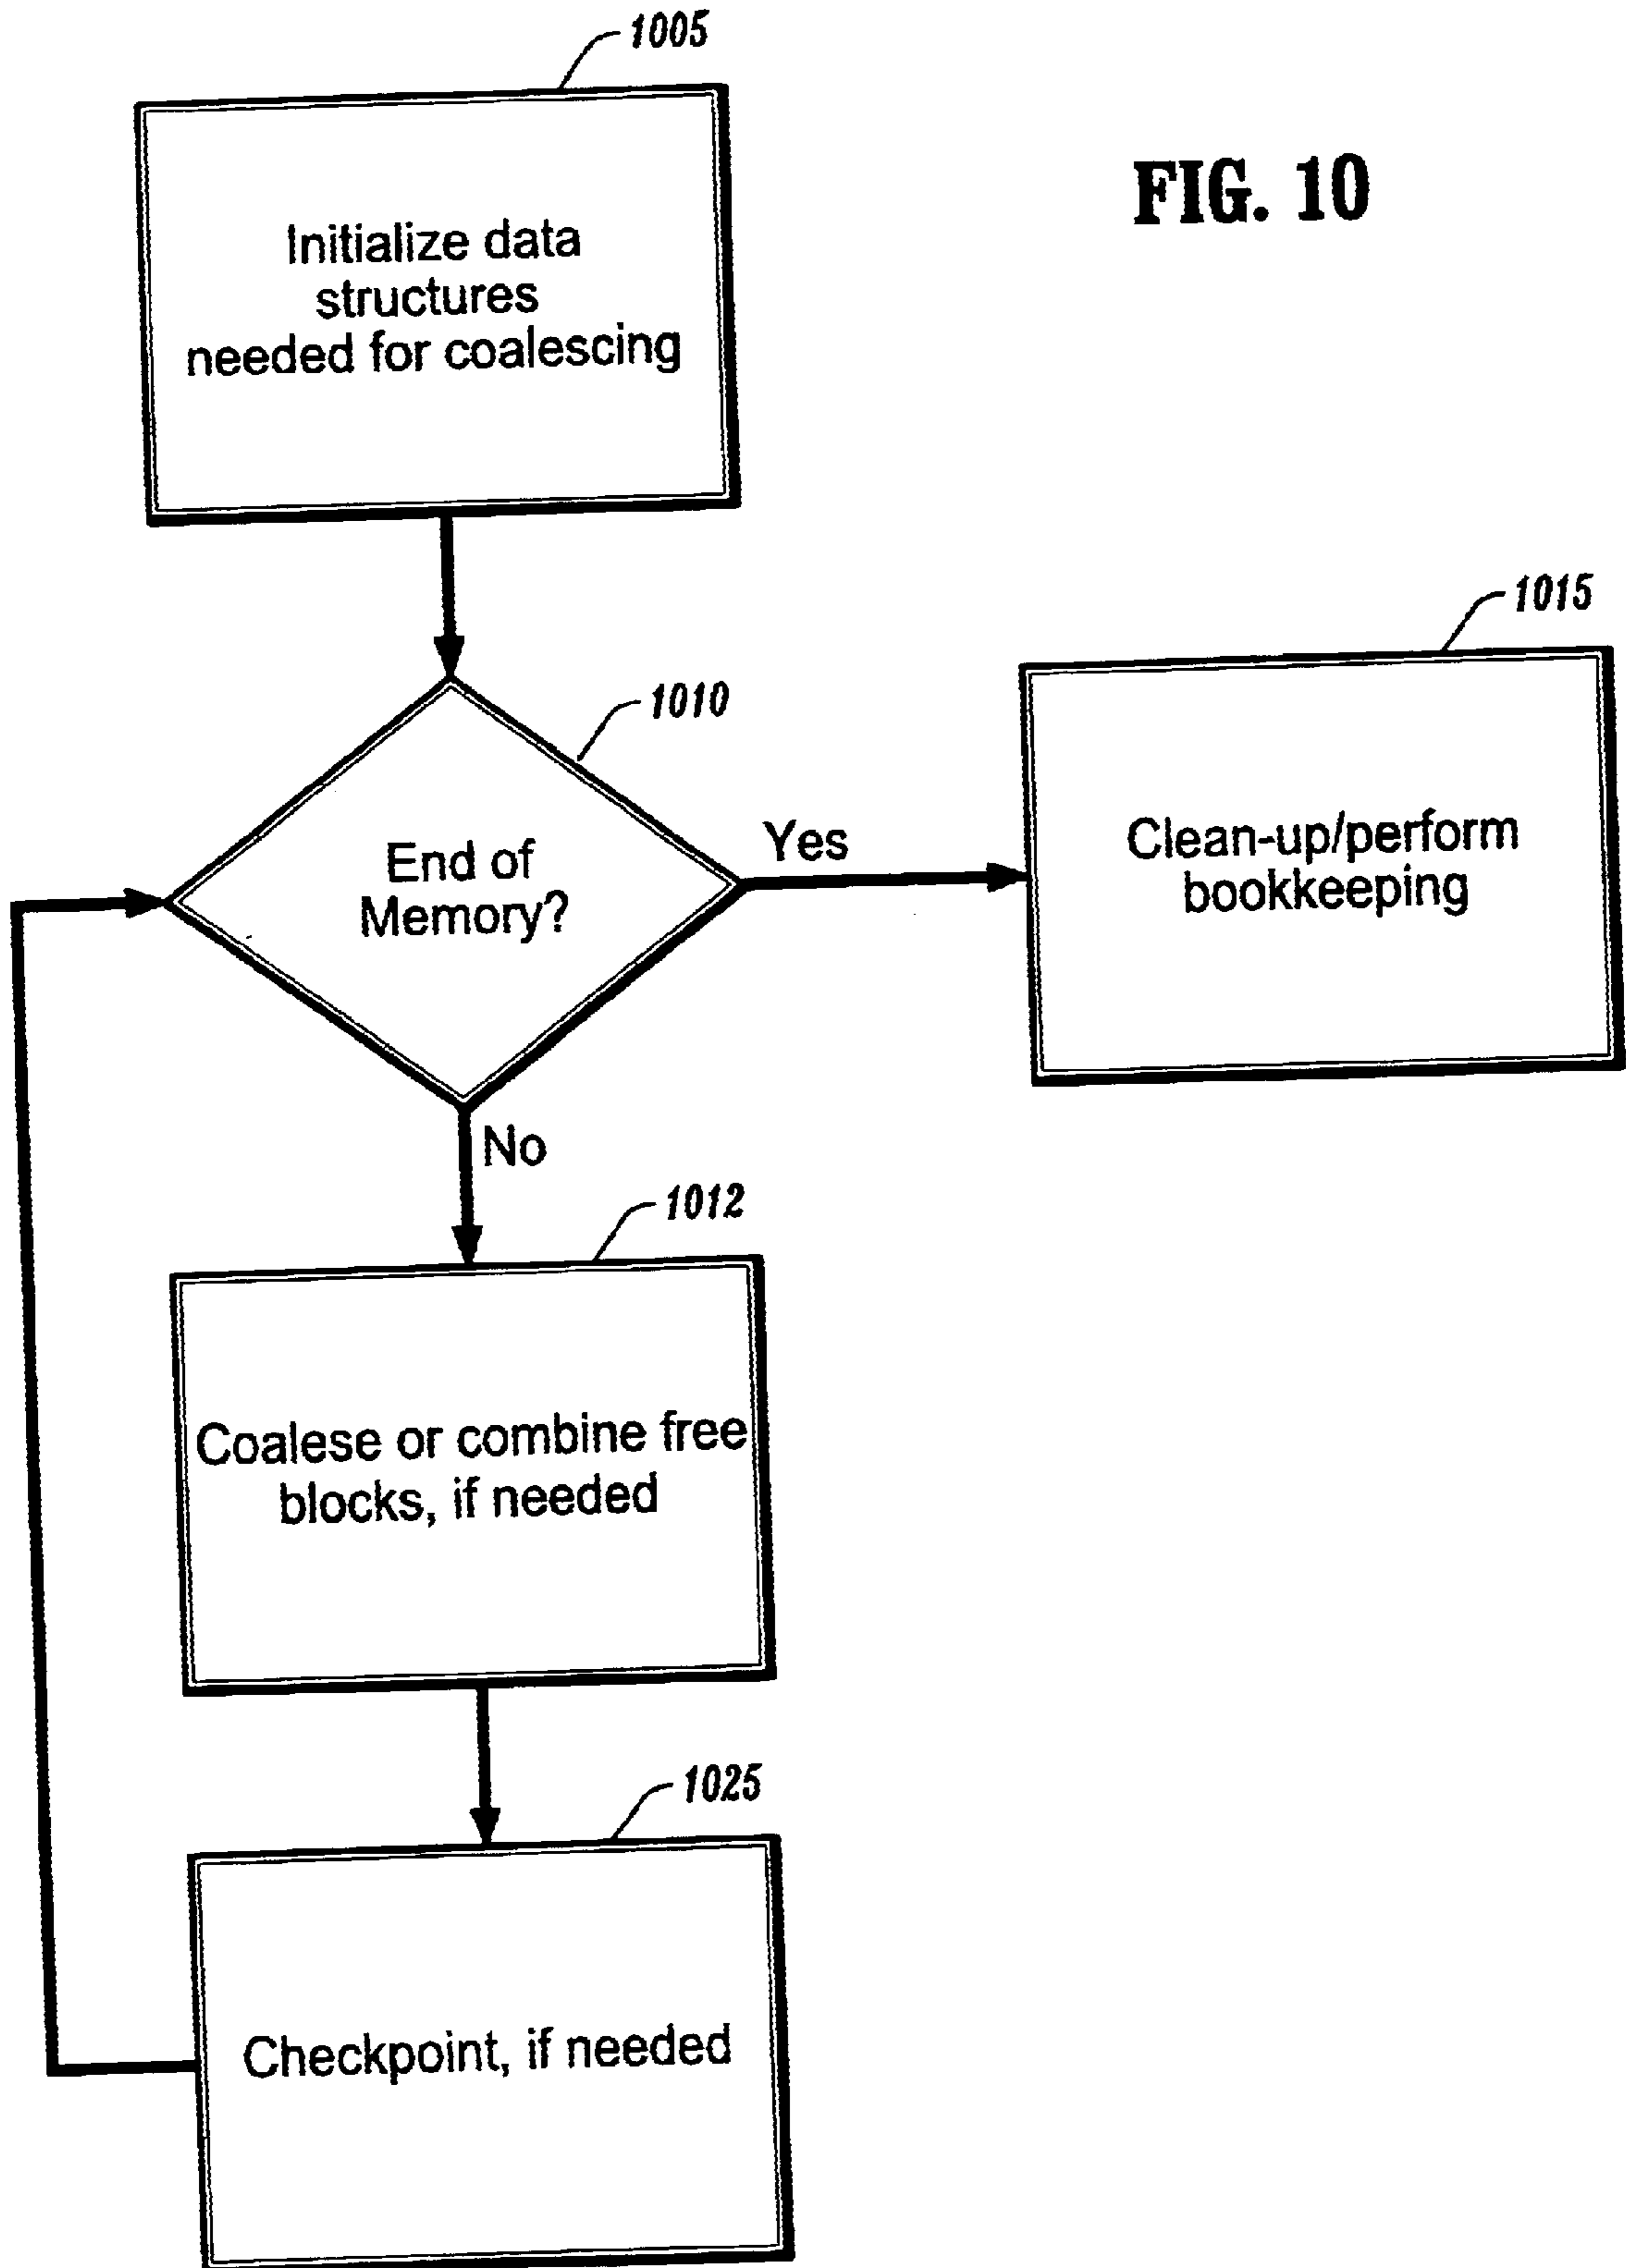 1005
FIG. 10
Initialize data
structures
needed for coalescing
1015
1010
Yes
End of
Memory?
Clean-up/perform
bookkeeping
No
1012
Coalese or combine free
blocks, if needed
1025
Checkpoint, if needed